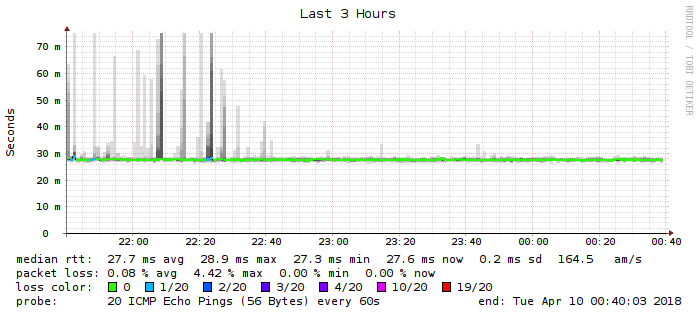 Last 3 Hours
RRDTOOL / TOBI OETIKER
Seconds
70 m
60 m
50 m
40 m
30 m
20 m
10 m
0
22:00 22:20 22:40 23:00 23:20 23:40 00:00 00:20 00:40
median rtt: 27.7 ms avg 28.9 ms max 27.3 ms min 27.6 ms now 0.2 ms sd 164.5 am/s
packet loss: 0.08 % avg 4.42 % max 0.00 % min 0.00 % now
loss color: 0 1/20 2/20 3/20 4/20 10/20 19/20
probe: 20 ICMP Echo Pings (56 Bytes) every 60s end: Tue Apr 10 00:40:03 2018